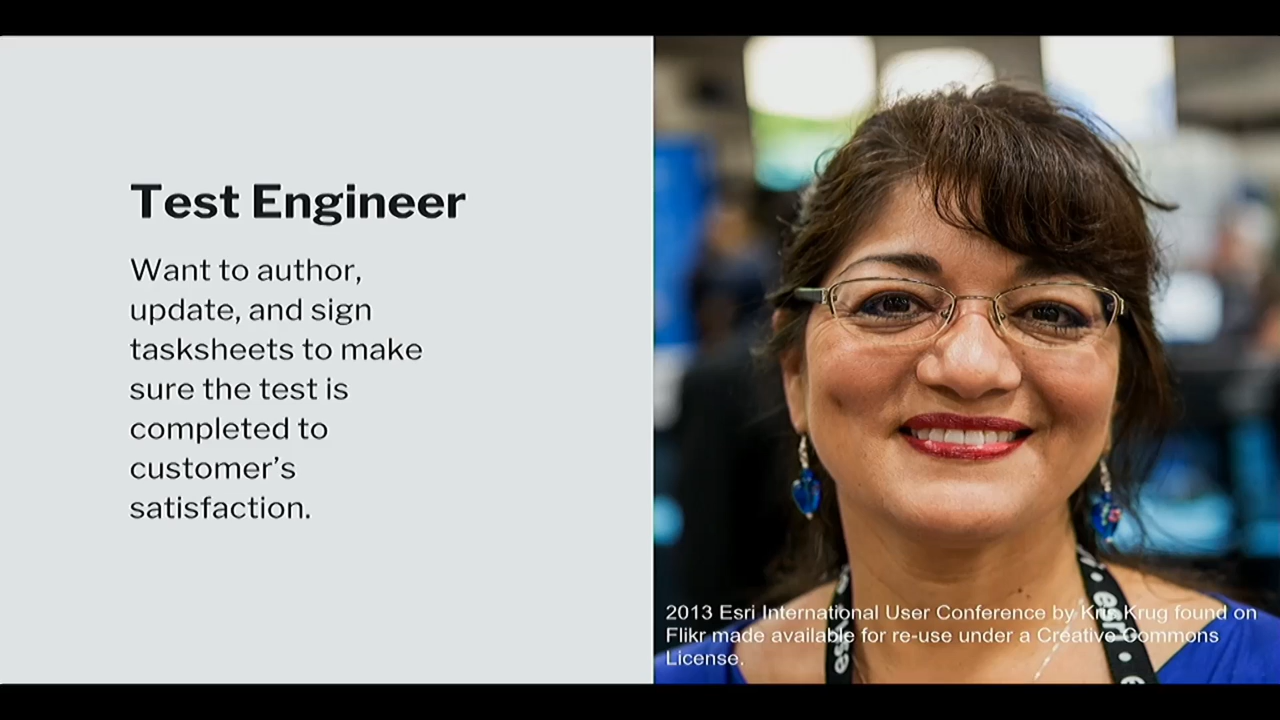 Test Engineer
Want to author,
update, and sign
tasksheets to make
sure the test is
completed to
customer's
satisfaction.
2013 Esri International User Conference by Kris Krug found on
Flikr made available for re-use under a Creative Commons
License.
esri
esri